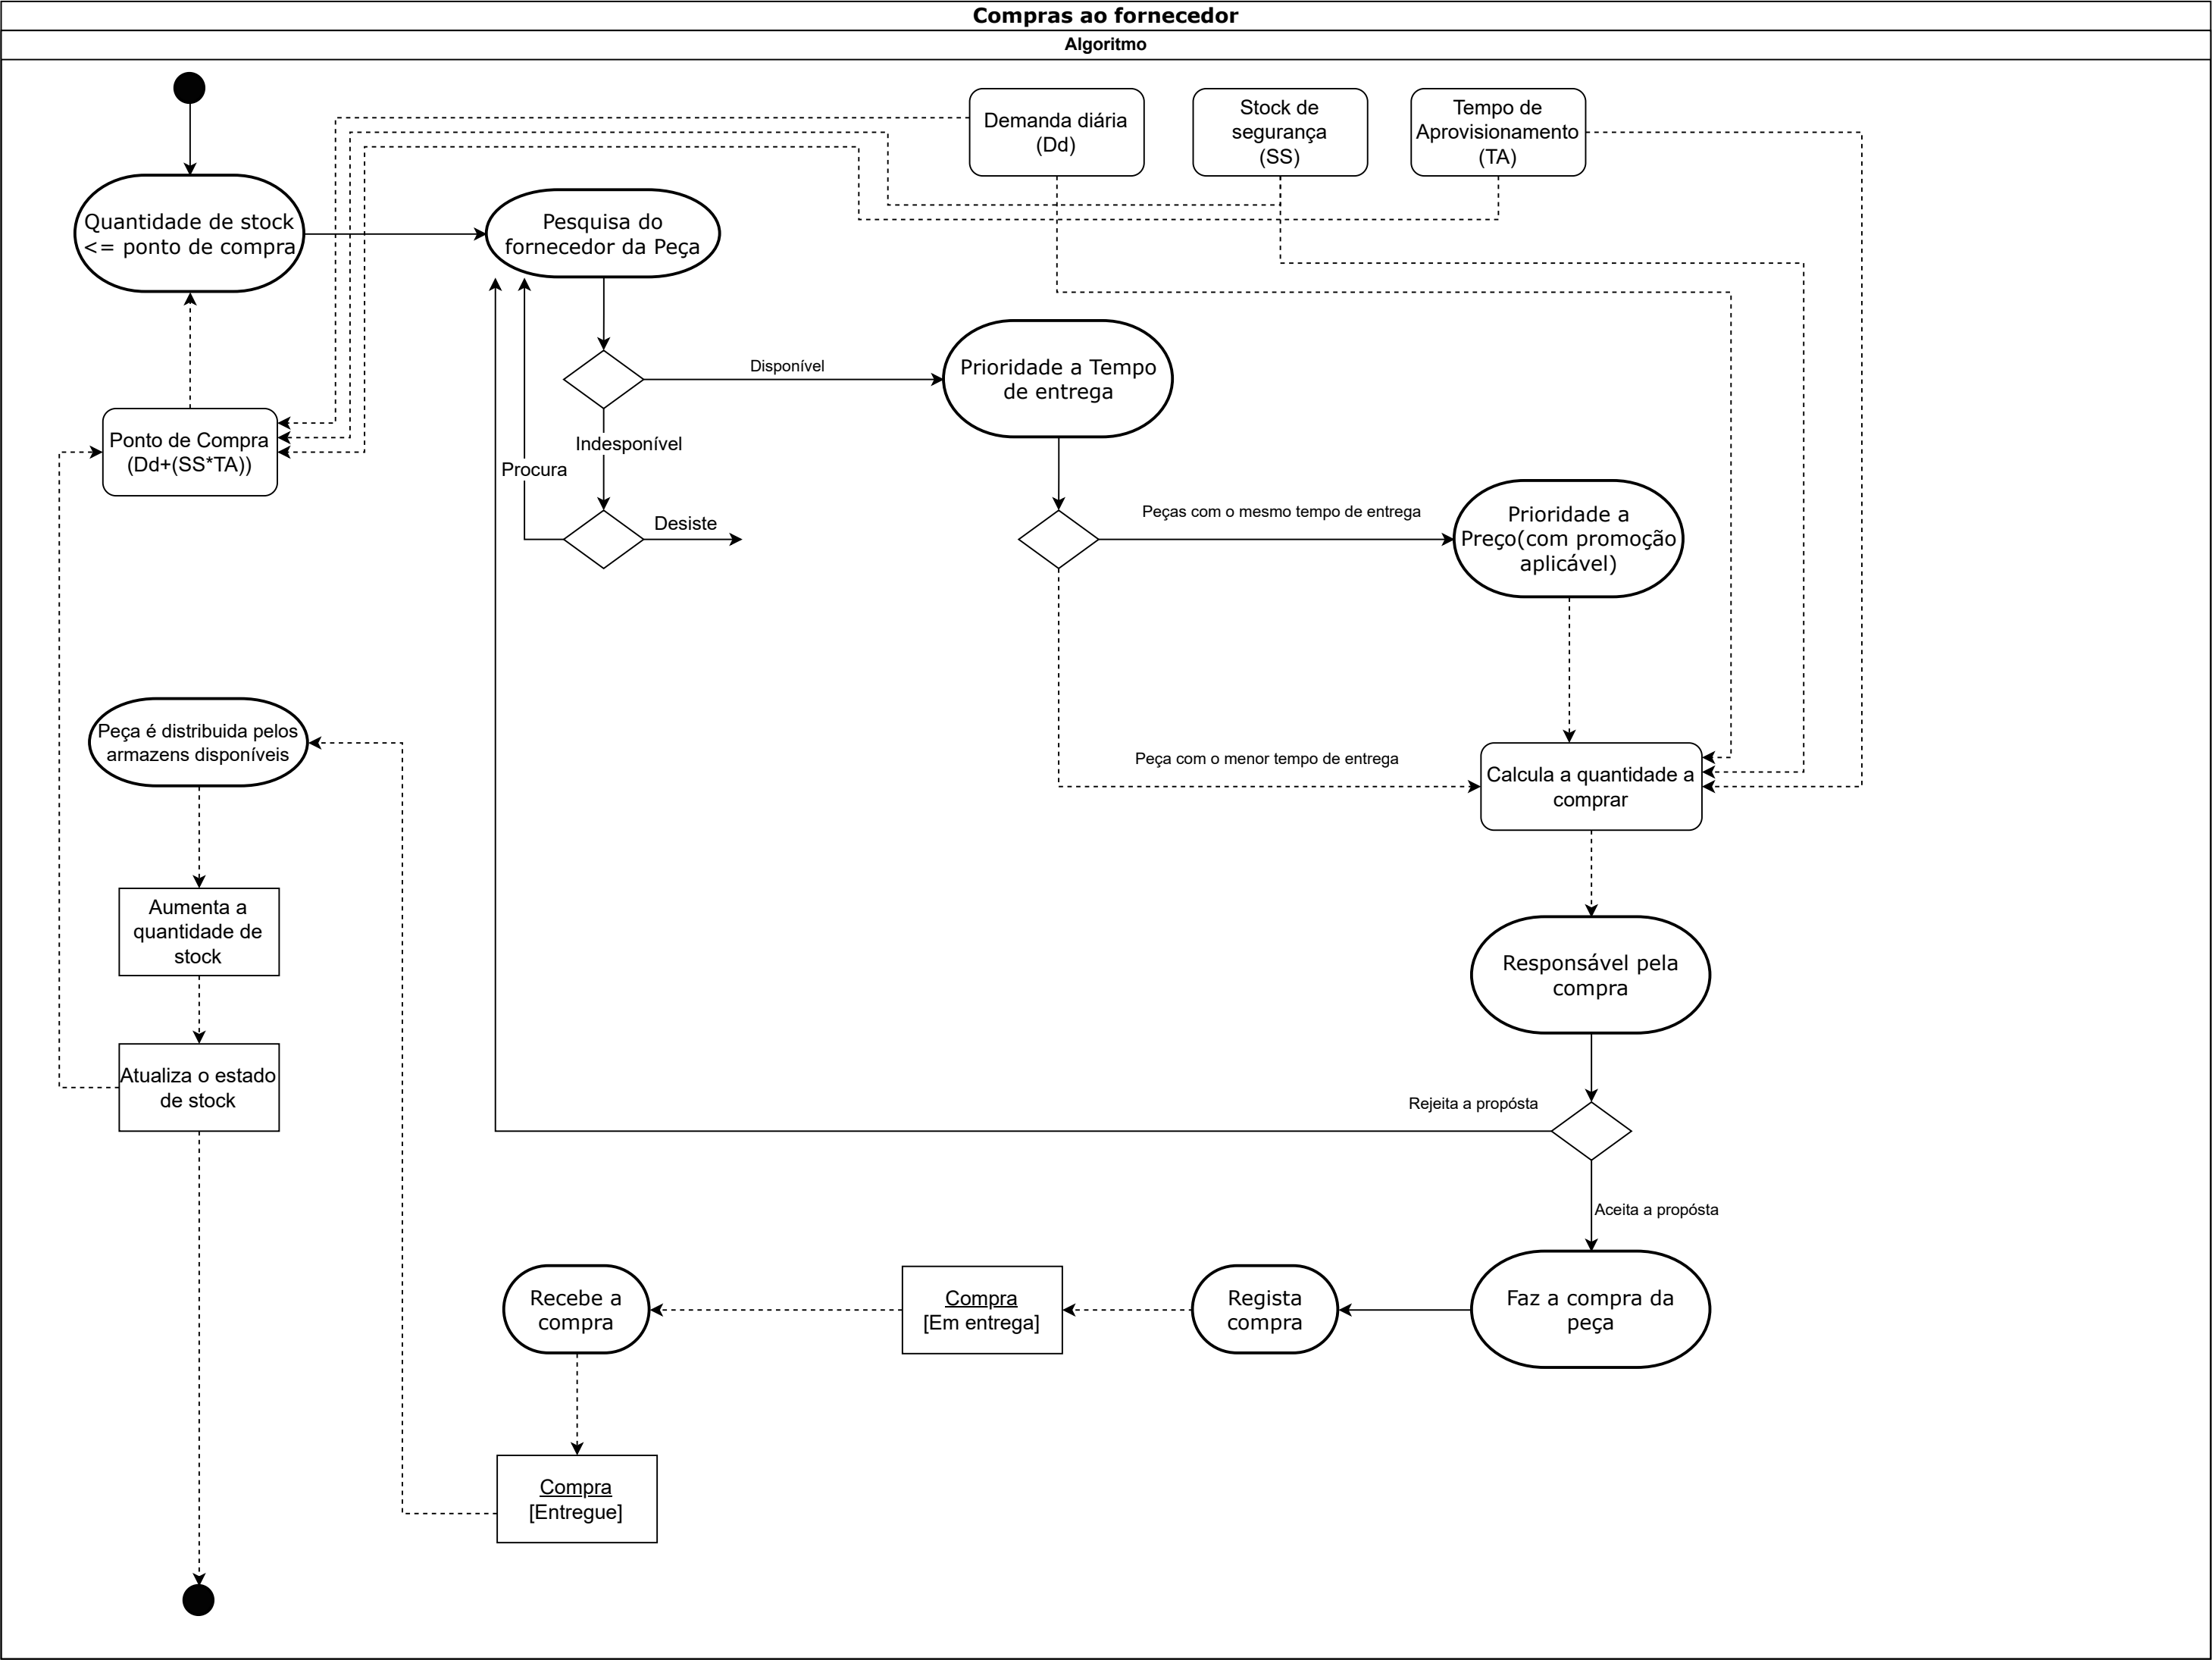 Compras ao fornecedor
Algoritmo
Demanda diária
(Dd)
Stock de
segurança
(SS)
Tempo de
Aprovisionamento
(TA)
Quantidade de stock
<= ponto de compra
Pesquisa do
fornecedor da Peça
Disponível
Prioridade a Tempo
de entrega
Indesponível
Procura
Desiste
Ponto de Compra
(Dd+(SS*TA))
Peças com o mesmo tempo de entrega
Prioridade a
Preço(com promoção
aplicável)
Peça é distribuida pelos
armazens disponíveis
Peça com o menor tempo de entrega
Calcula a quantidade a
comprar
Aumenta a
quantidade de
stock
Responsável pela
compra
Atualiza o estado
de stock
Rejeita a propósta
Aceita a propósta
Recebe a
compra
Compra
[Em entrega]
Regista
compra
Faz a compra da
peça
Compra
[Entregue]